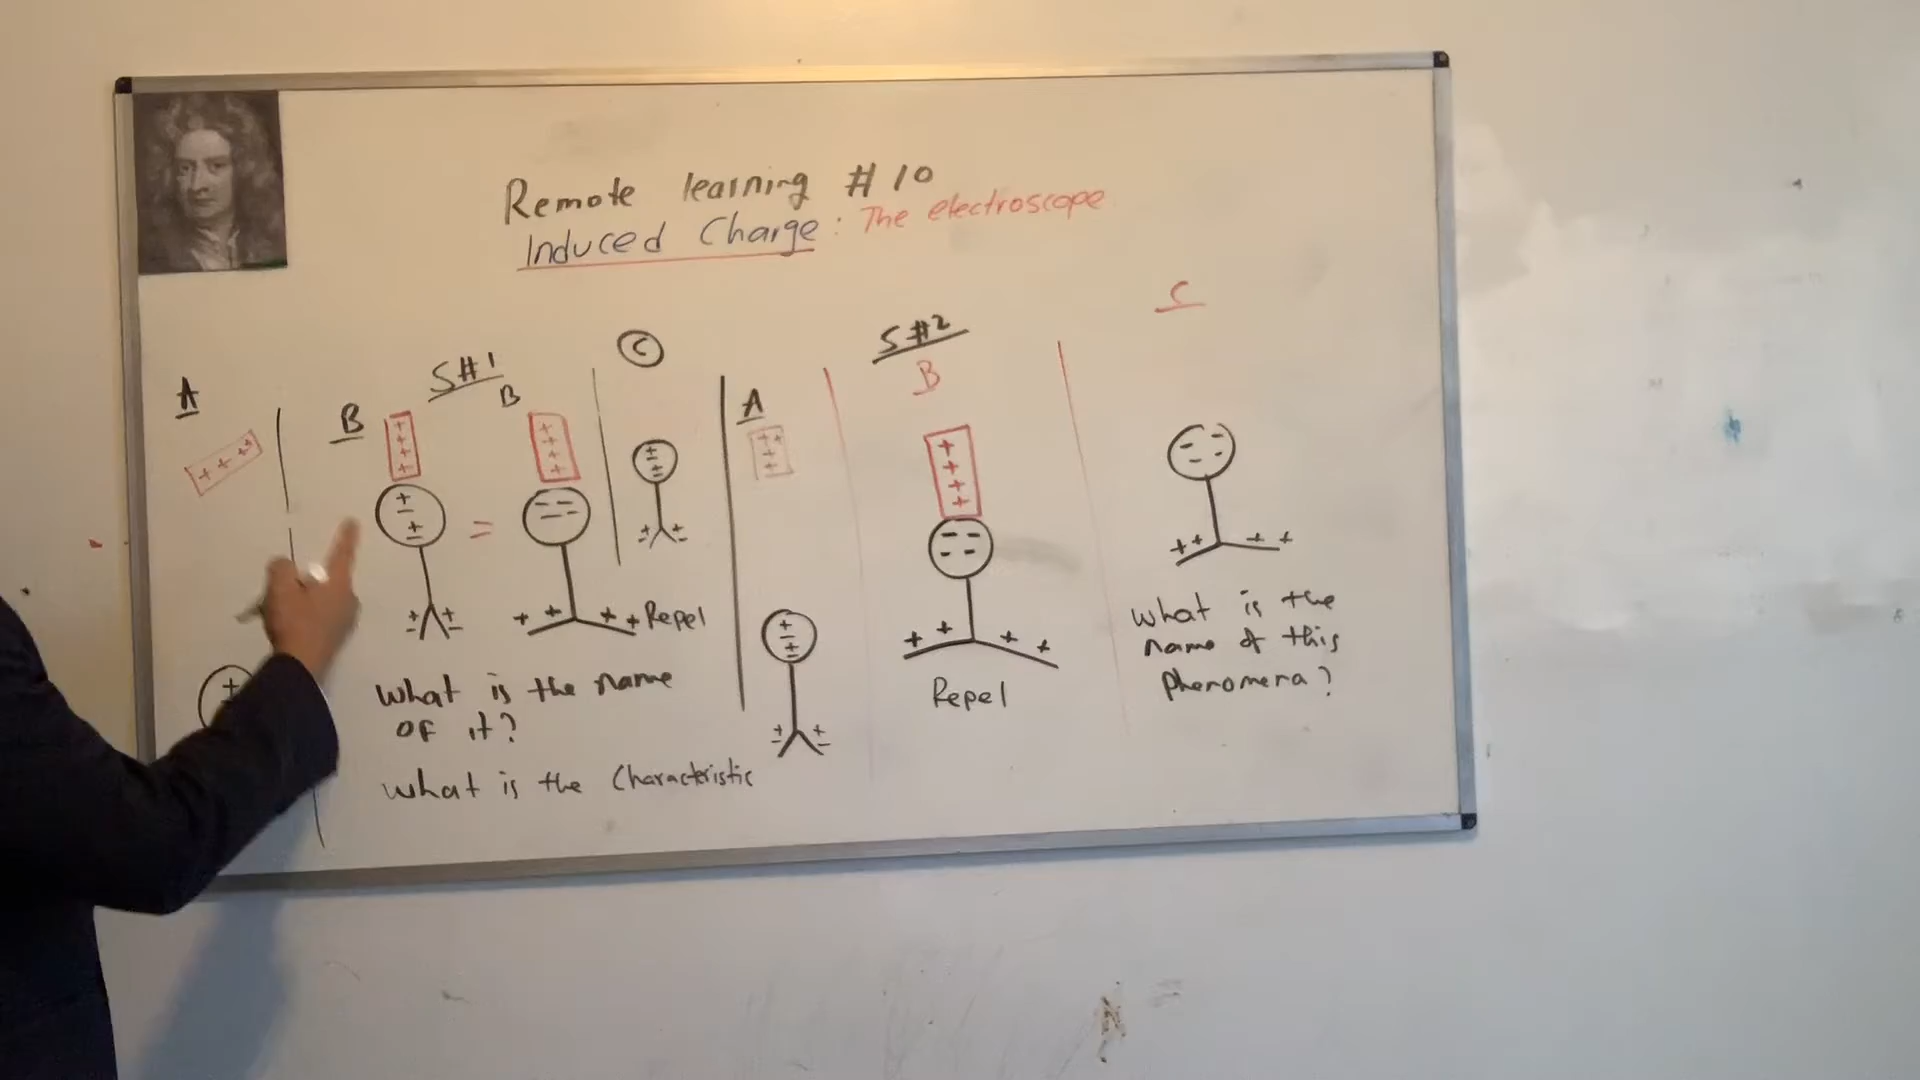 Remote learning # 10
Induced Charge : The electroscope
A
B
S#1
B
C
+ + + +
+ + + +
+ + + +
± ±
=
- - - -
± ±
± ±
± ±
+ + + + Repel
+
What is the name
of it?
What is the Characteristic
S#2
A
B
+ + + +
+ + + +
± ±
- - - -
± ±
+ + + +
Repel
- - - -
+ + + +
What is the
name of this
Phenomena?